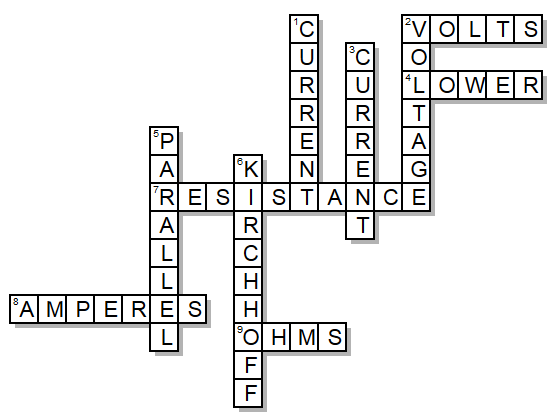 1 CURRENT
2 VOLTS
VOLTAGE
3 CURRENT
4 LOWER
5 PARALLEL
6 KIRCHHOFF
7 RESISTANCE
8 AMPERES
9 OHMS